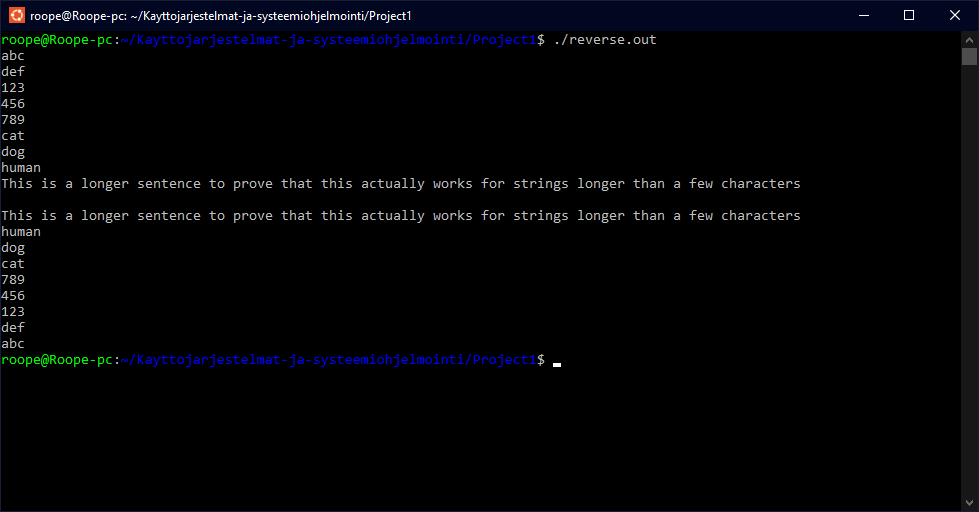 roope@Roope-pc: ~/Kayttojarjestelmat-ja-systeemiohjelmointi/Project1
roope@Roope-pc:~/Kayttojarjestelmat-ja-systeemiohjelmointi/Project1$ ./reverse.out
abc
def
123
456
789
cat
dog
human
This is a longer sentence to prove that this actually works for strings longer than a few characters

This is a longer sentence to prove that this actually works for strings longer than a few characters
human
dog
cat
789
456
123
def
abc
roope@Roope-pc:~/Kayttojarjestelmat-ja-systeemiohjelmointi/Project1$